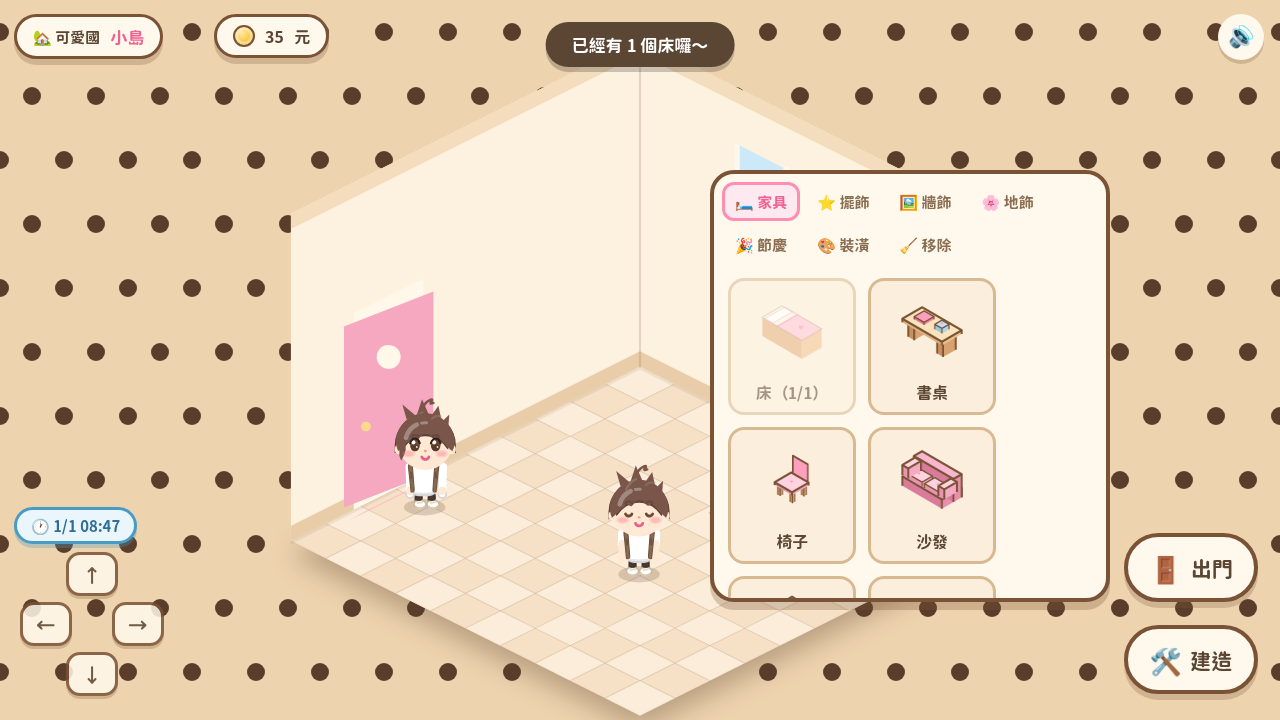 可愛國 小島
35 元
已經有 1 個床囉～
家具
擺飾
牆飾
地飾
節慶
裝潢
移除
床（1/1）
書桌
椅子
沙發
1/1 08:47
↑
←
→
↓
出門
建造